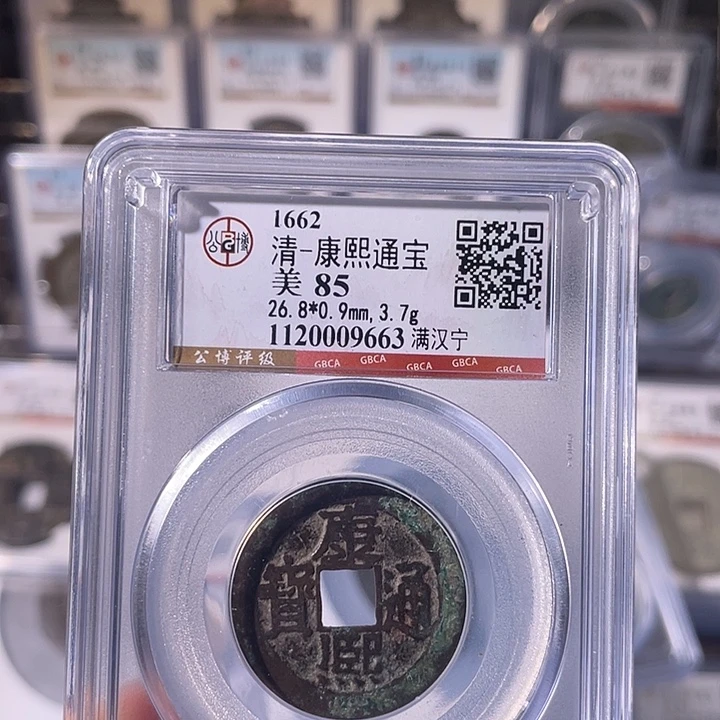 1662
清-康熙通宝
美 85
26.8*0.9mm, 3.7g
1120009663 满汉宁
公博评级 GBCA GBCA GBCA GBCA GBCA
康
寶 通
熙